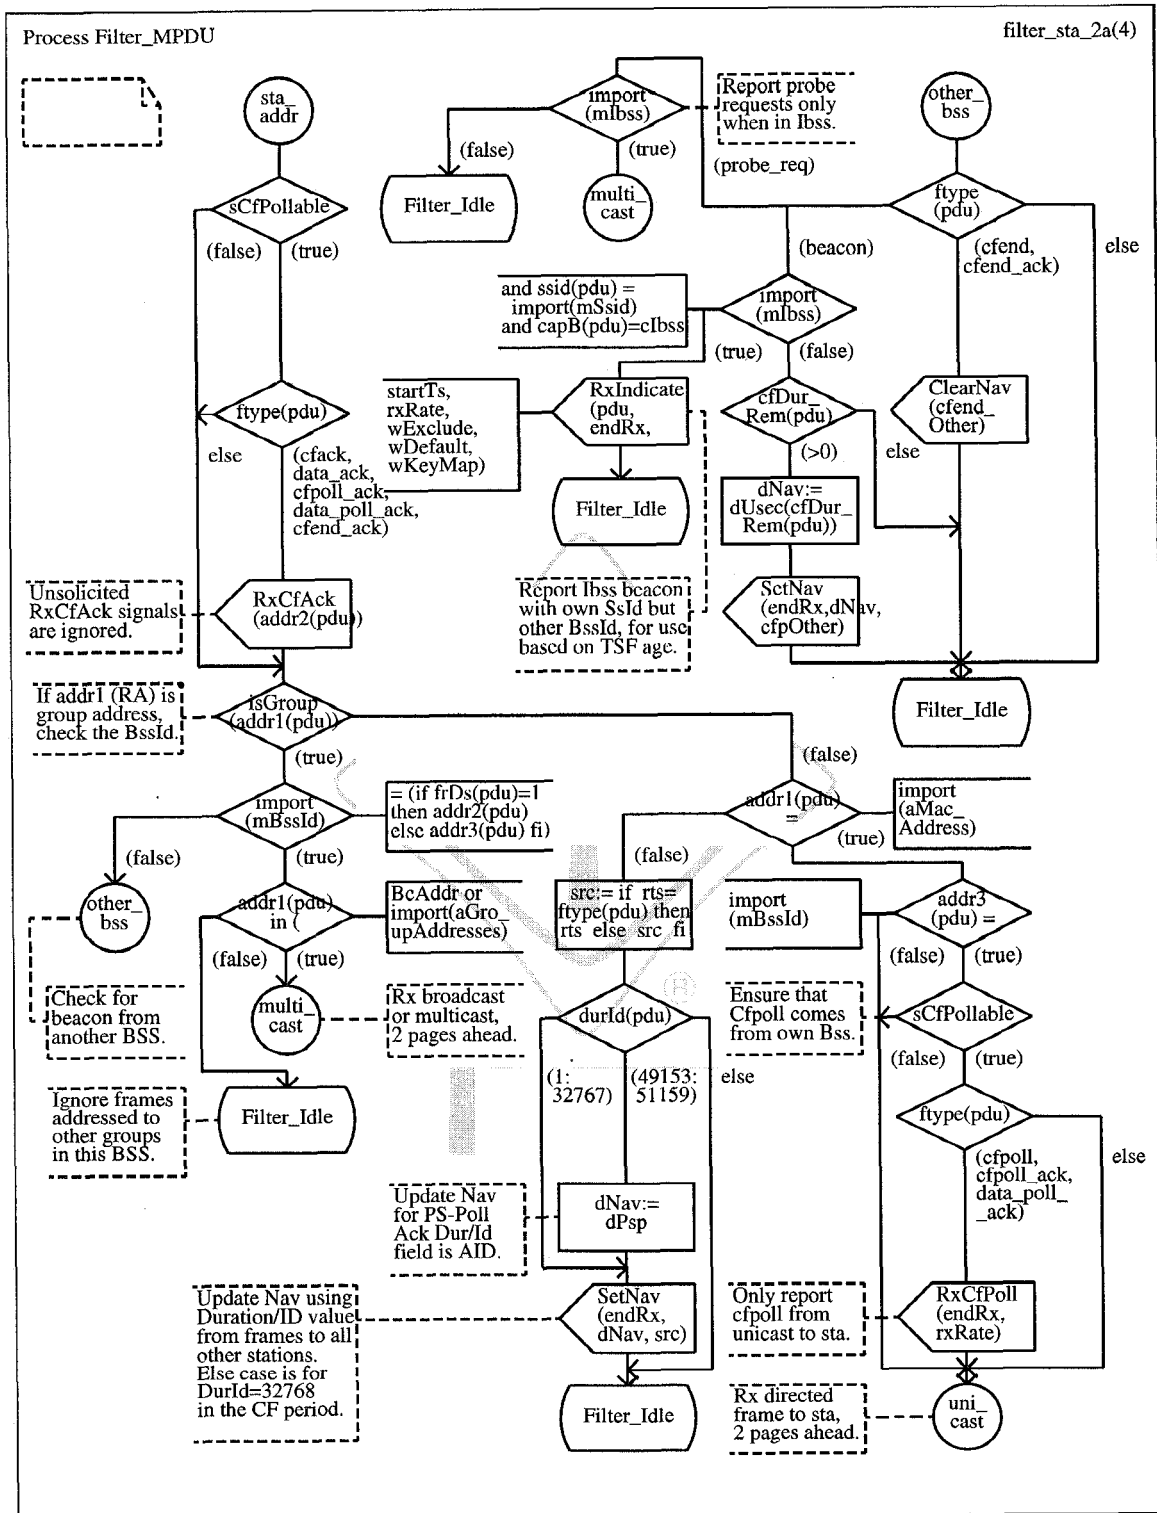 Process Filter_MPDU
filter_sta_2a(4)
sta_
addr
sCfPollable
(false)
(true)
ftype(pdu)
else
(cfack,
data_ack,
cfpoll_ack,
data_poll_ack,
cfend_ack)
Unsolicited
RxCfAck signals
are ignored.
RxCfAck
(addr2(pdu))
If addr1 (RA) is
group address,
check the BssId.
isGroup
(addr1(pdu))
(true)
(false)
import
(mBssId)
= (if frDs(pdu)=1
then addr2(pdu)
else addr3(pdu) fi)
(false)
(true)
other_
bss
addr1(pdu)
in (
BcAddr or
import(aGro_
upAddresses)
(false)
(true)
Check for
beacon from
another BSS.
multi_
cast
Rx broadcast
or multicast,
2 pages ahead.
Ignore frames
addressed to
other groups
in this BSS.
Filter_Idle
import
(mIbss)
Report probe
requests only
when in Ibss.
(false)
(true)
(probe_req)
Filter_Idle
multi_
cast
other_
bss
ftype
(pdu)
(beacon)
(cfend,
cfend_ack)
else
and ssid(pdu) =
import(mSsid)
and capB(pdu)=cIbss
import
(mIbss)
(true)
(false)
startTs,
rxRate,
wExclude,
wDefault,
wKeyMap)
RxIndicate
(pdu,
endRx,
cfDur_
Rem(pdu)
ClearNav
(cfend_
Other)
(>0)
else
Filter_Idle
dNav:=
dUsec(cfDur_
Rem(pdu))
Report Ibss beacon
with own SsId but
other BssId, for use
based on TSF age.
SetNav
(endRx,dNav,
cfpOther)
Filter_Idle
addr1(pdu)
=
import
(aMac_
Address)
(false)
(true)
src:= if rts=
ftype(pdu) then
rts else src fi
import
(mBssId)
addr3
(pdu) =
(false)
(true)
durId(pdu)
Ensure that
Cfpoll comes
from own Bss.
sCfPollable
(1:
32767)
(49153:
51159)
else
(false)
(true)
ftype(pdu)
(cfpoll,
cfpoll_ack,
data_poll_
_ack)
else
Update Nav
for PS-Poll
Ack Dur/Id
field is AID.
dNav:=
dPsp
Update Nav using
Duration/ID value
from frames to all
other stations.
Else case is for
DurId=32768
in the CF period.
SetNav
(endRx,
dNav, src)
Only report
cfpoll from
unicast to sta.
RxCfPoll
(endRx,
rxRate)
Filter_Idle
Rx directed
frame to sta,
2 pages ahead.
uni_
cast
®